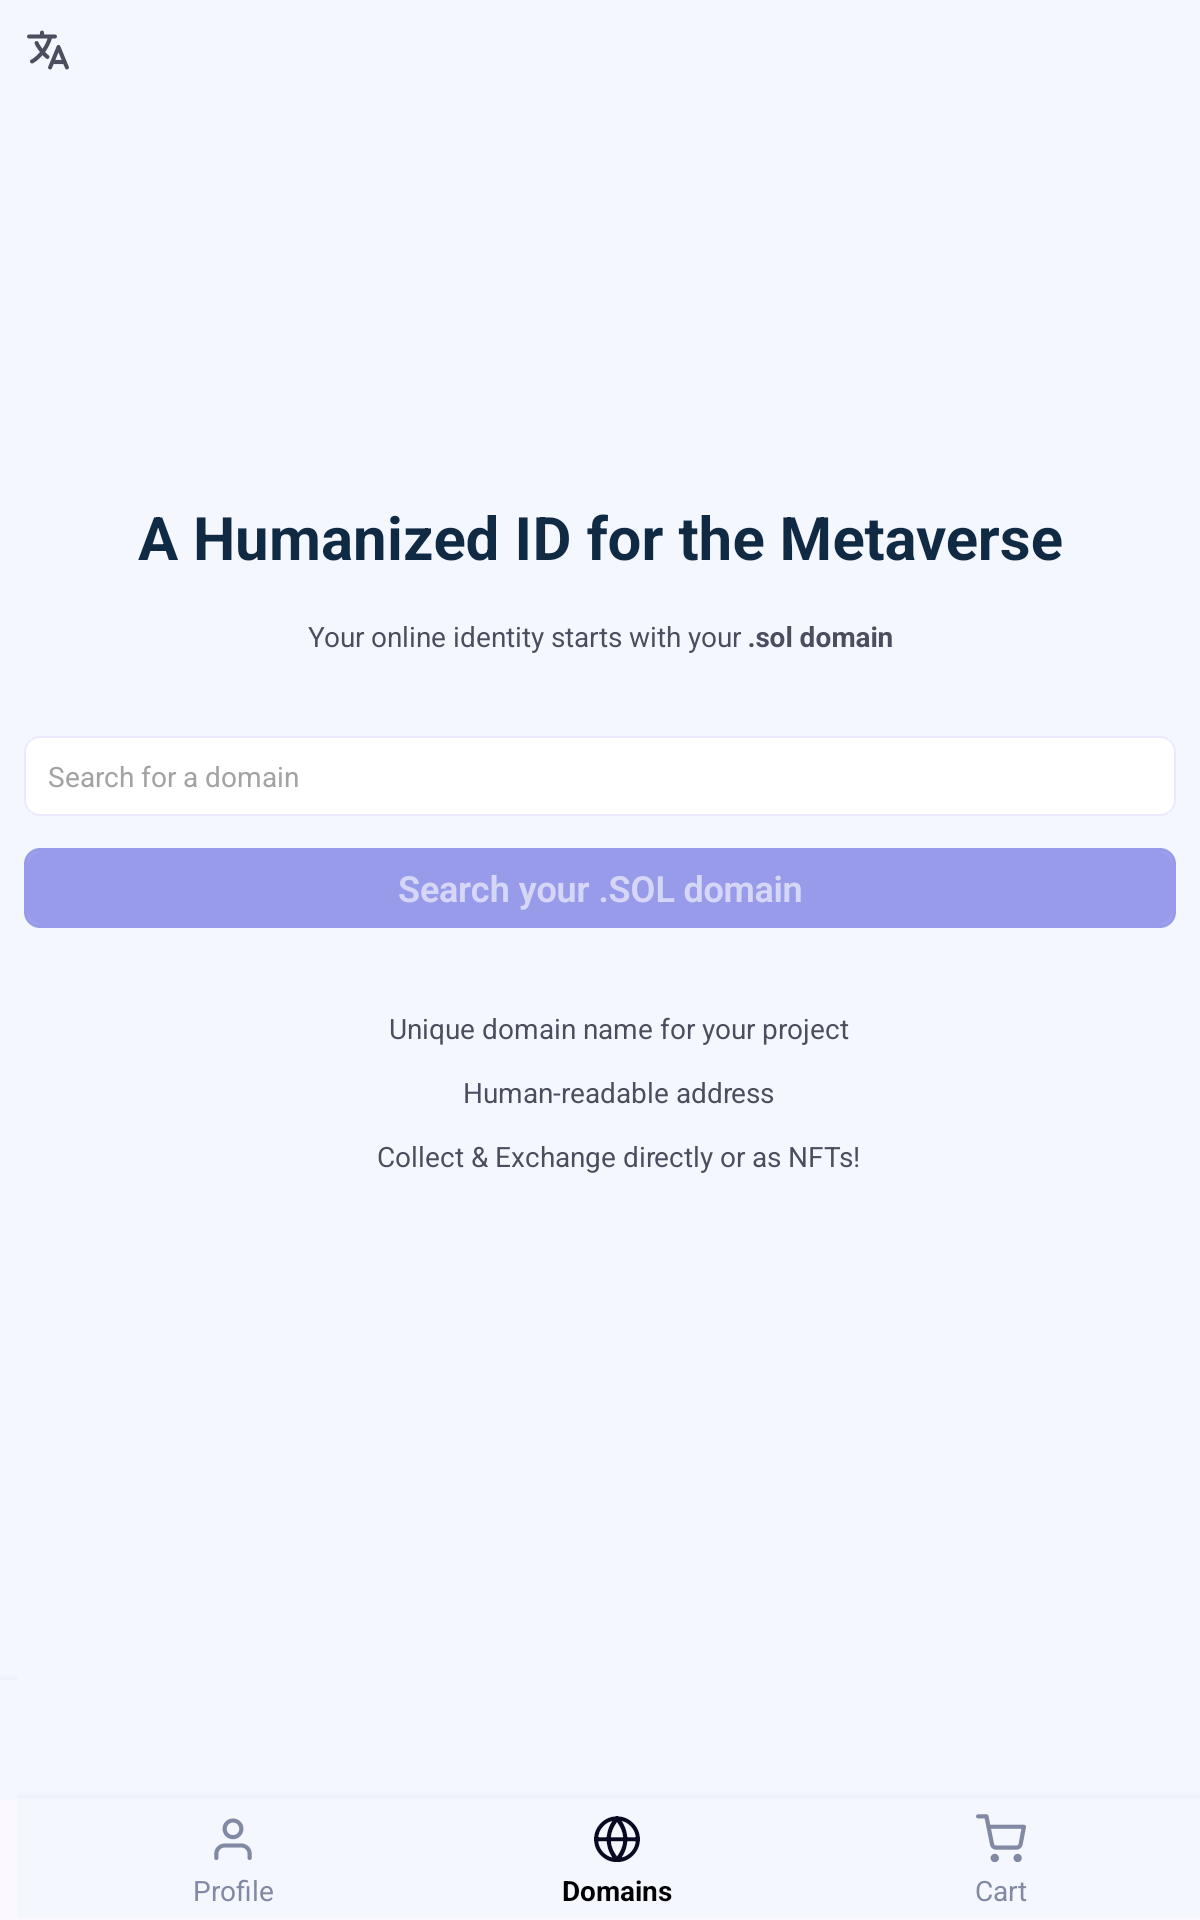 A Humanized ID for the Metaverse
Your online identity starts with your .sol domain
Search for a domain
Search your .SOL domain
Unique domain name for your project
Human-readable address
Collect & Exchange directly or as NFTs!
Profile
Domains
Cart